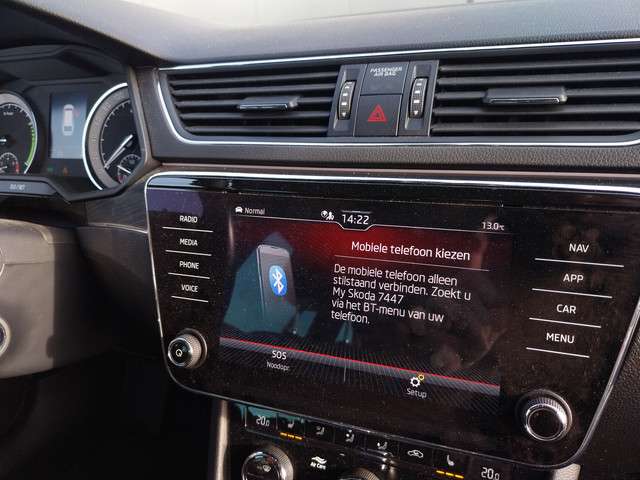 PASSENGER
AIR BAG
RADIO
MEDIA
PHONE
VOICE
Normal
14:22
13.0°C
Mobiele telefoon kiezen
De mobiele telefoon alleen
stilstaand verbinden. Zoekt u
My Skoda 7447
via het BT-menu van uw
telefoon.
SOS
Noodopr.
Setup
NAV
APP
CAR
MENU
20.0
Air Care
20.0